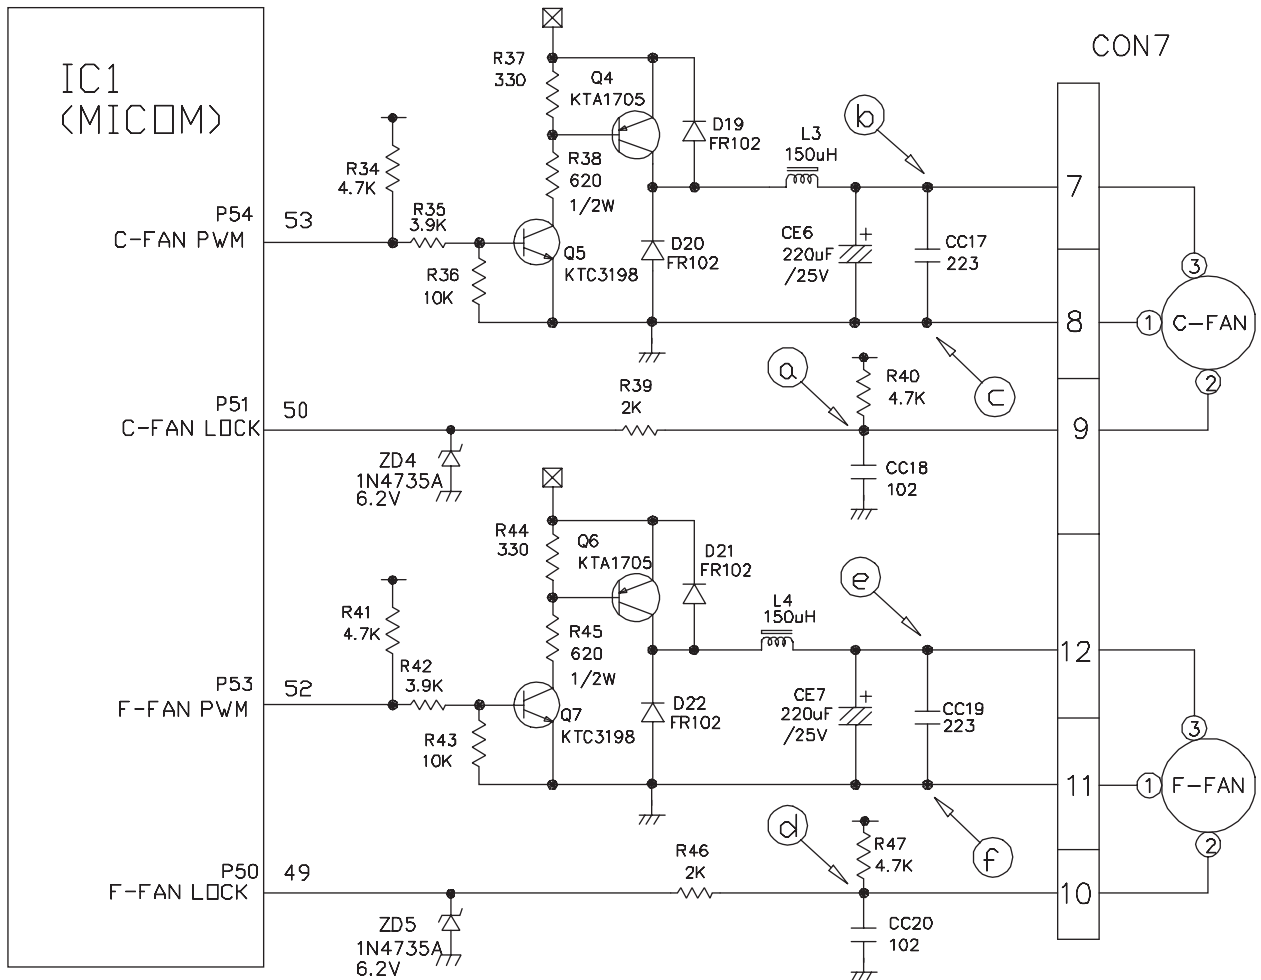 IC1
(MICOM)
CON7
R37
330
Q4
KTA1705
D19
FR102
L3
150uH
b
R34
4.7K
R38
620
1/2W
7
P54
53
C-FAN PWM
R35
3.9K
Q5
KTC3198
D20
FR102
CE6
220uF
/25V
+
CC17
223
R36
10K
3
8
1
C-FAN
2
a
c
R39
2K
R40
4.7K
P51
50
C-FAN LOCK
9
ZD4
1N4735A
6.2V
CC18
102
R44
330
Q6
KTA1705
D21
FR102
L4
150uH
e
R41
4.7K
R45
620
1/2W
12
P53
52
F-FAN PWM
R42
3.9K
Q7
KTC3198
D22
FR102
CE7
220uF
/25V
+
CC19
223
R43
10K
3
11
1
F-FAN
2
d
f
R46
2K
R47
4.7K
P50
49
F-FAN LOCK
10
ZD5
1N4735A
6.2V
CC20
102